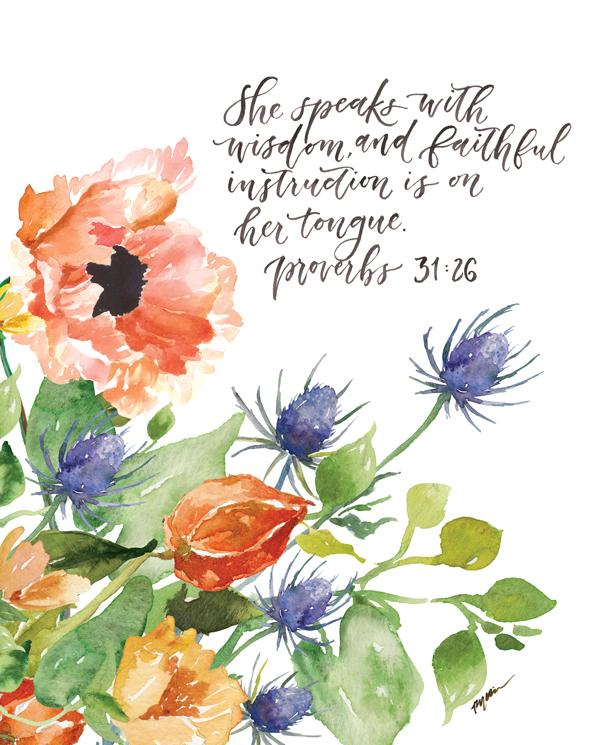 She speaks with
wisdom, and faithful
instruction is on
her tongue.
proverbs 31:26